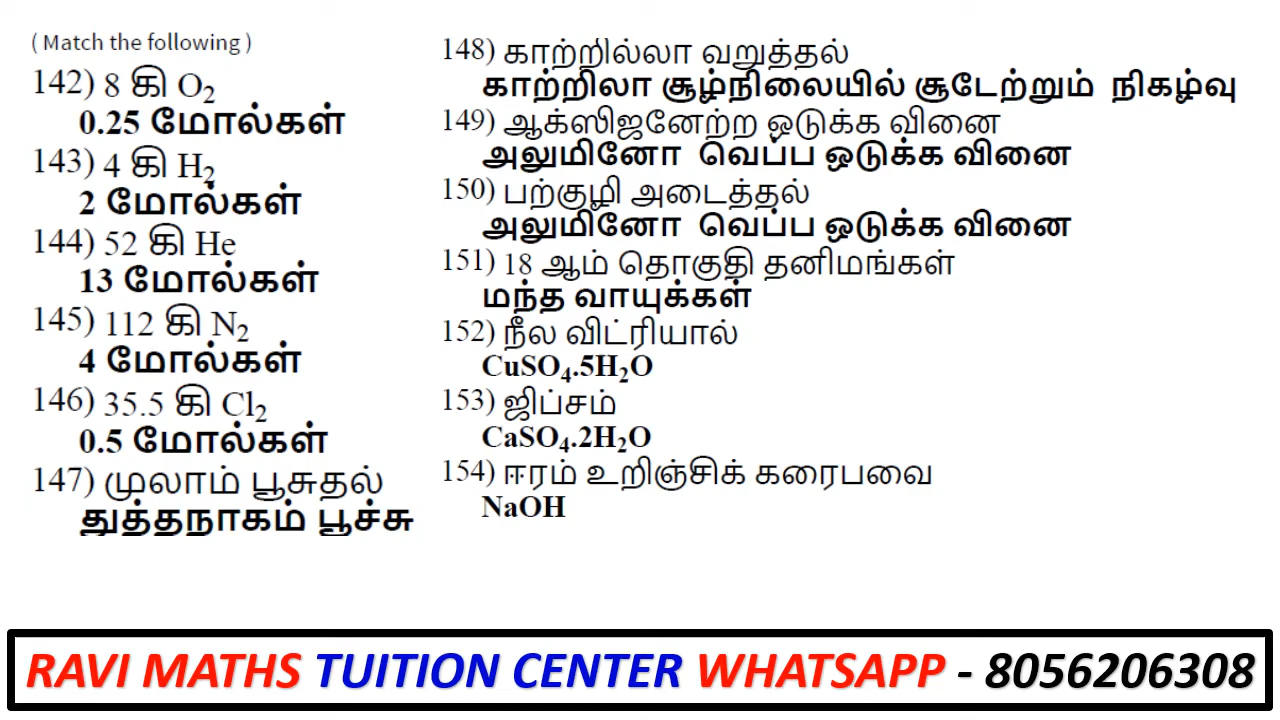 ( Match the following )
142) 8 கி O₂
0.25 மோல்கள்
143) 4 கி H₂
2 மோல்கள்
144) 52 கி He
13 மோல்கள்
145) 112 கி N₂
4 மோல்கள்
146) 35.5 கி Cl₂
0.5 மோல்கள்
147) முலாம் பூசுதல்
துத்தநாகம் பூச்சு
148) காற்றில்லா வறுத்தல்
காற்றிலா சூழ்நிலையில் சூடேற்றும் நிகழ்வு
149) ஆக்ஸிஜனேற்ற ஒடுக்க வினை
அலுமினோ வெப்ப ஒடுக்க வினை
150) பற்குழி அடைத்தல்
அலுமினோ வெப்ப ஒடுக்க வினை
151) 18 ஆம் தொகுதி தனிமங்கள்
மந்த வாயுக்கள்
152) நீல விட்ரியால்
CuSO₄.5H₂O
153) ஜிப்சம்
CaSO₄.2H₂O
154) ஈரம் உறிஞ்சிக் கரைபவை
NaOH
RAVI MATHS TUITION CENTER WHATSAPP - 8056206308